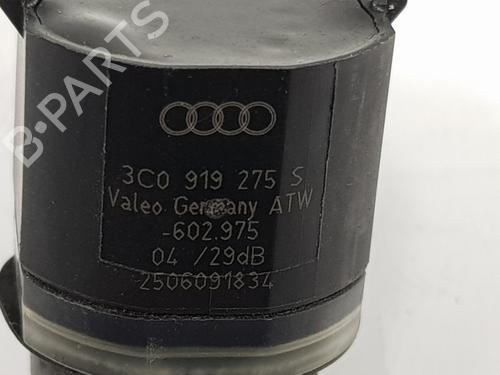 3C0 919 275 S
Valeo Germany ATW
-602.975
04 /29dB
2506091834
B-PARTS